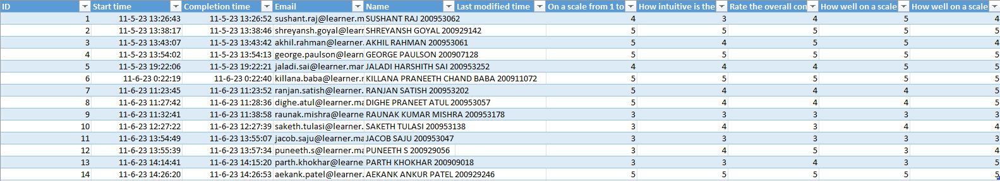 ID Start time Completion time Email Name Last modified time On a scale from 1 to How intuitive is the Rate the overall con How well on a scale How well on a scale
1 11-5-23 13:26:43 11-5-23 13:26:52 sushant.raj@learner.m SUSHANT RAJ 200953062 4 3 4 5 4
2 11-5-23 13:38:17 11-5-23 13:38:46 shreyansh.goyal@learn SHREYANSH GOYAL 200929142 5 5 5 5 5
3 11-5-23 13:43:07 11-5-23 13:43:42 akhil.rahman@learner. AKHIL RAHMAN 200953061 5 4 5 5 4
4 11-5-23 13:54:02 11-5-23 13:54:13 george.paulson@learn GEORGE PAULSON 200907128 5 5 5 5 5
5 11-5-23 19:22:06 11-5-23 19:22:21 jaladi.sai@learner.mar JALADI HARSHITH SAI 200953252 4 4 4 5 5
6 11-6-23 0:22:19 11-6-23 0:22:40 killana.baba@learner.r KILLANA PRANEETH CHAND BABA 200911072 5 5 5 5 5
7 11-6-23 11:23:45 11-6-23 11:23:52 ranjan.satish@learner. RANJAN SATISH 200953202 5 4 4 4 5
8 11-6-23 11:27:42 11-6-23 11:28:36 dighe.atul@learner.ma DIGHE PRANEET ATUL 200953057 5 4 4 4 5
9 11-6-23 11:32:41 11-6-23 11:38:58 raunak.mishra@learne RAUNAK KUMAR MISHRA 200953178 3 3 3 3 3
10 11-6-23 12:27:22 11-6-23 12:27:39 saketh.tulasi@learner. SAKETH TULASI 200953138 3 4 3 4 4
11 11-6-23 13:54:49 11-6-23 13:55:07 jacob.saju@learner.ma JACOB SAJU 200953047 3 3 3 3 3
12 11-6-23 13:55:39 11-6-23 13:57:34 puneeth.s@learner.ma PUNEETH S 200929056 3 4 5 3 4
13 11-6-23 14:14:41 11-6-23 14:15:20 parth.khokhar@learne PARTH KHOKHAR 200909018 3 3 4 3 5
14 11-6-23 14:26:20 11-6-23 14:26:53 aekank.patel@learner. AEKANK ANKUR PATEL 200929246 5 5 5 5 5